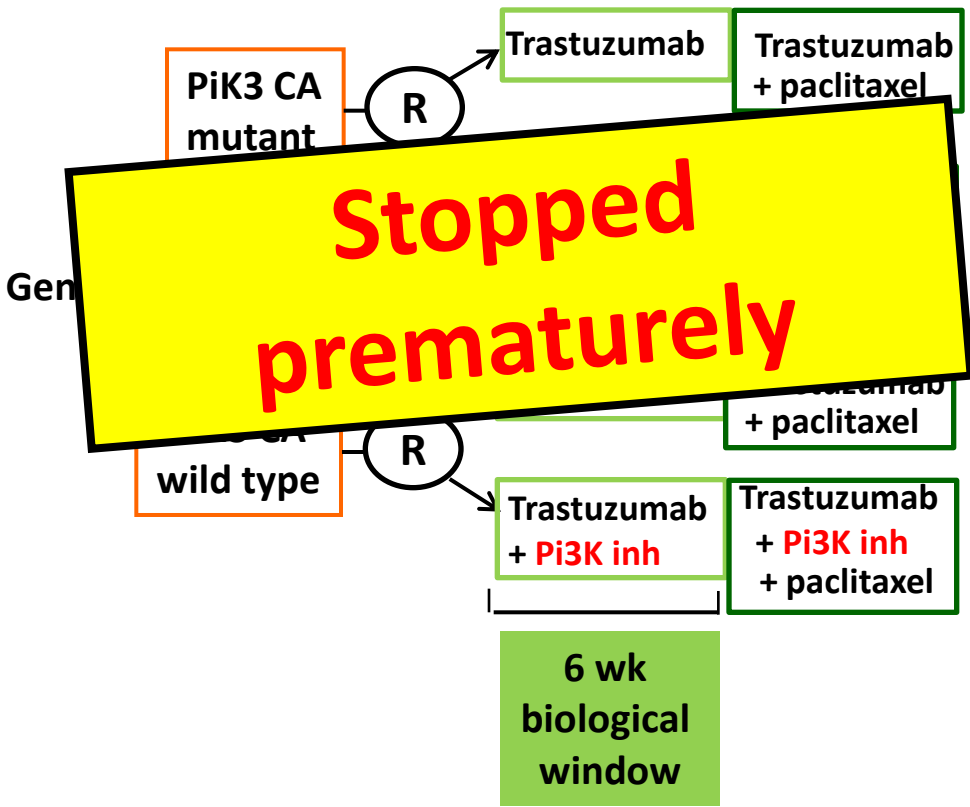 Trastuzumab
Trastuzumab
+ paclitaxel
PiK3 CA
mutant
R
Stopped
prematurely
Gen
+ paclitaxel
CA
wild type
R
Trastuzumab
+ Pi3K inh
Trastuzumab
+ Pi3K inh
+ paclitaxel
6 wk
biological
window